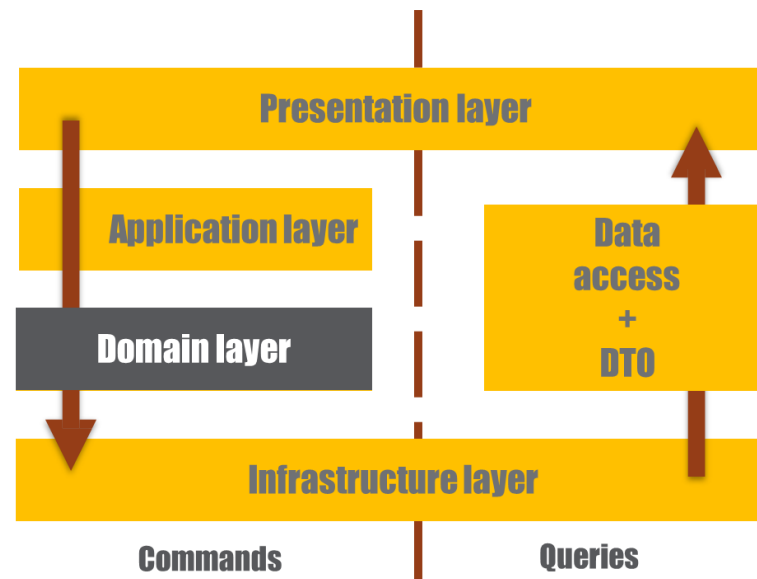 Presentation layer
Application layer
Domain layer
Data
access
+
DTO
Infrastructure layer
Commands
Queries